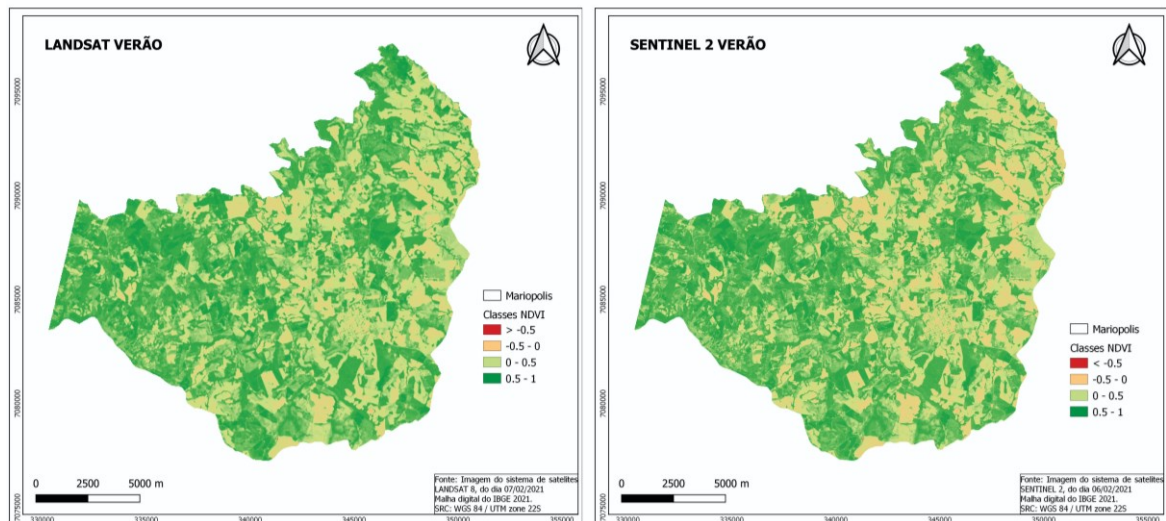 LANDSAT VERÃO
7095000
7090000
7085000
7080000
7075000
Mariopolis
Classes NDVI
> -0.5
-0.5 - 0
0 - 0.5
0.5 - 1
0 2500 5000 m
Fonte: Imagem do sistema de satelites
LANDSAT 8, do dia 07/02/2021
Malha digital do IBGE 2021.
SRC: WGS 84 / UTM zone 22S
330000 335000 340000 345000 350000 355000
SENTINEL 2 VERÃO
7095000
7090000
7085000
7080000
7075000
Mariopolis
Classes NDVI
< -0.5
-0.5 - 0
0 - 0.5
0.5 - 1
0 2500 5000 m
Fonte: Imagem do sistema de satelites
SENTINEL 2, do dia 06/02/2021
Malha digital do IBGE 2021.
SRC: WGS 84 / UTM zone 22S
330000 335000 340000 345000 350000 355000